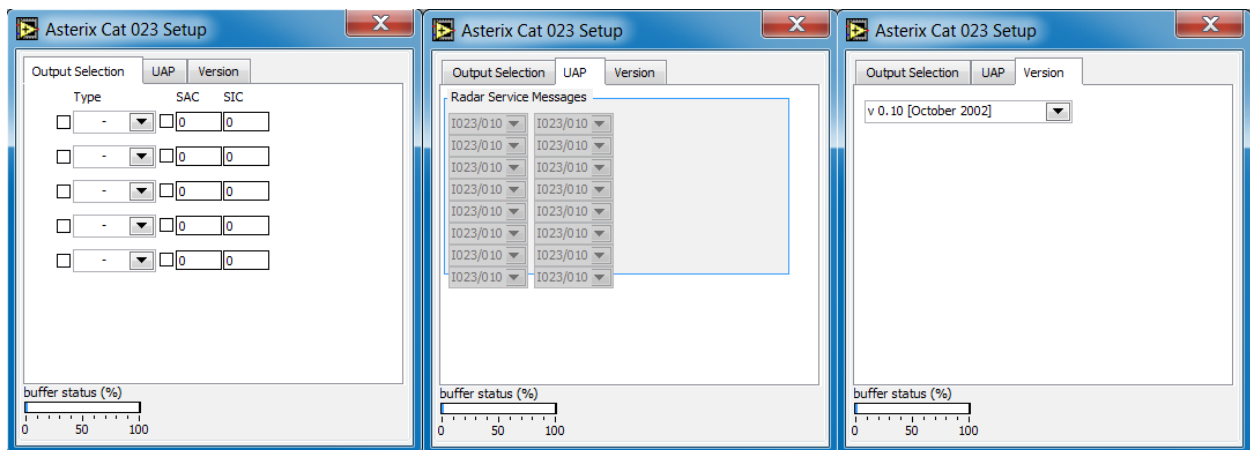 Asterix Cat 023 Setup
X
Output Selection UAP Version
Type SAC SIC
- 0 0
- 0 0
- 0 0
- 0 0
- 0 0
buffer status (%)
0 50 100
Asterix Cat 023 Setup
X
Output Selection UAP Version
Radar Service Messages
I023/010 I023/010
I023/010 I023/010
I023/010 I023/010
I023/010 I023/010
I023/010 I023/010
I023/010 I023/010
I023/010 I023/010
I023/010 I023/010
buffer status (%)
0 50 100
Asterix Cat 023 Setup
X
Output Selection UAP Version
v 0.10 [October 2002]
buffer status (%)
0 50 100